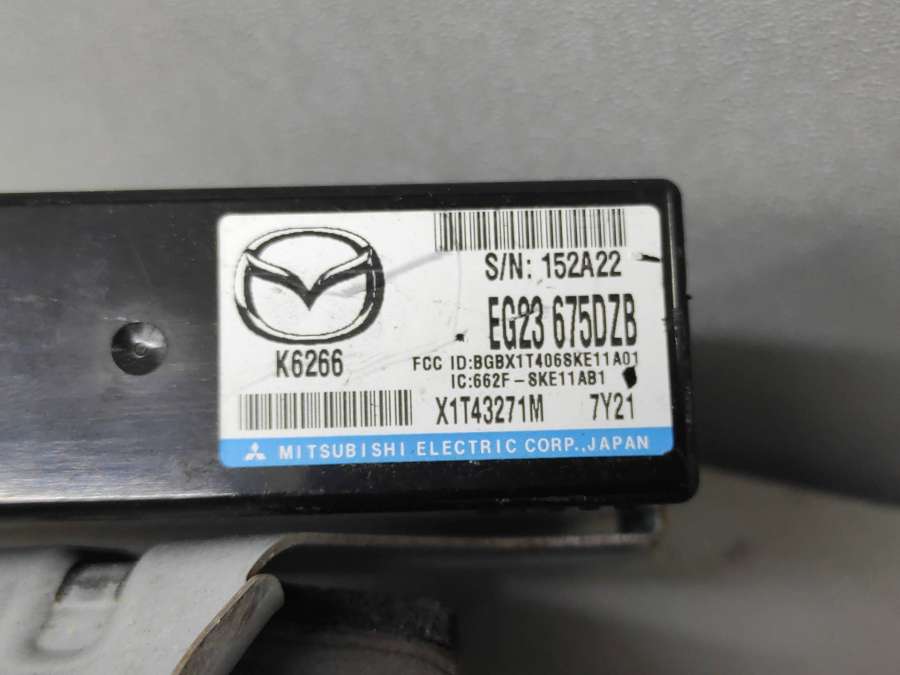 S/N: 152A22
EG23 675DZB
K6266
FCC ID:BGBX1T406SKE11A01
IC:662F-SKE11AB1
X1T43271M 7Y21
MITSUBISHI ELECTRIC CORP.,JAPAN